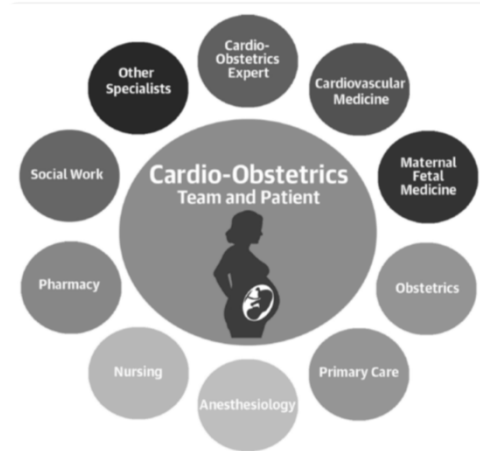 Cardio-
Obstetrics
Expert
Cardiovascular
Medicine
Maternal
Fetal
Medicine
Obstetrics
Primary Care
Anesthesiology
Nursing
Pharmacy
Social Work
Other
Specialists
Cardio-Obstetrics
Team and Patient